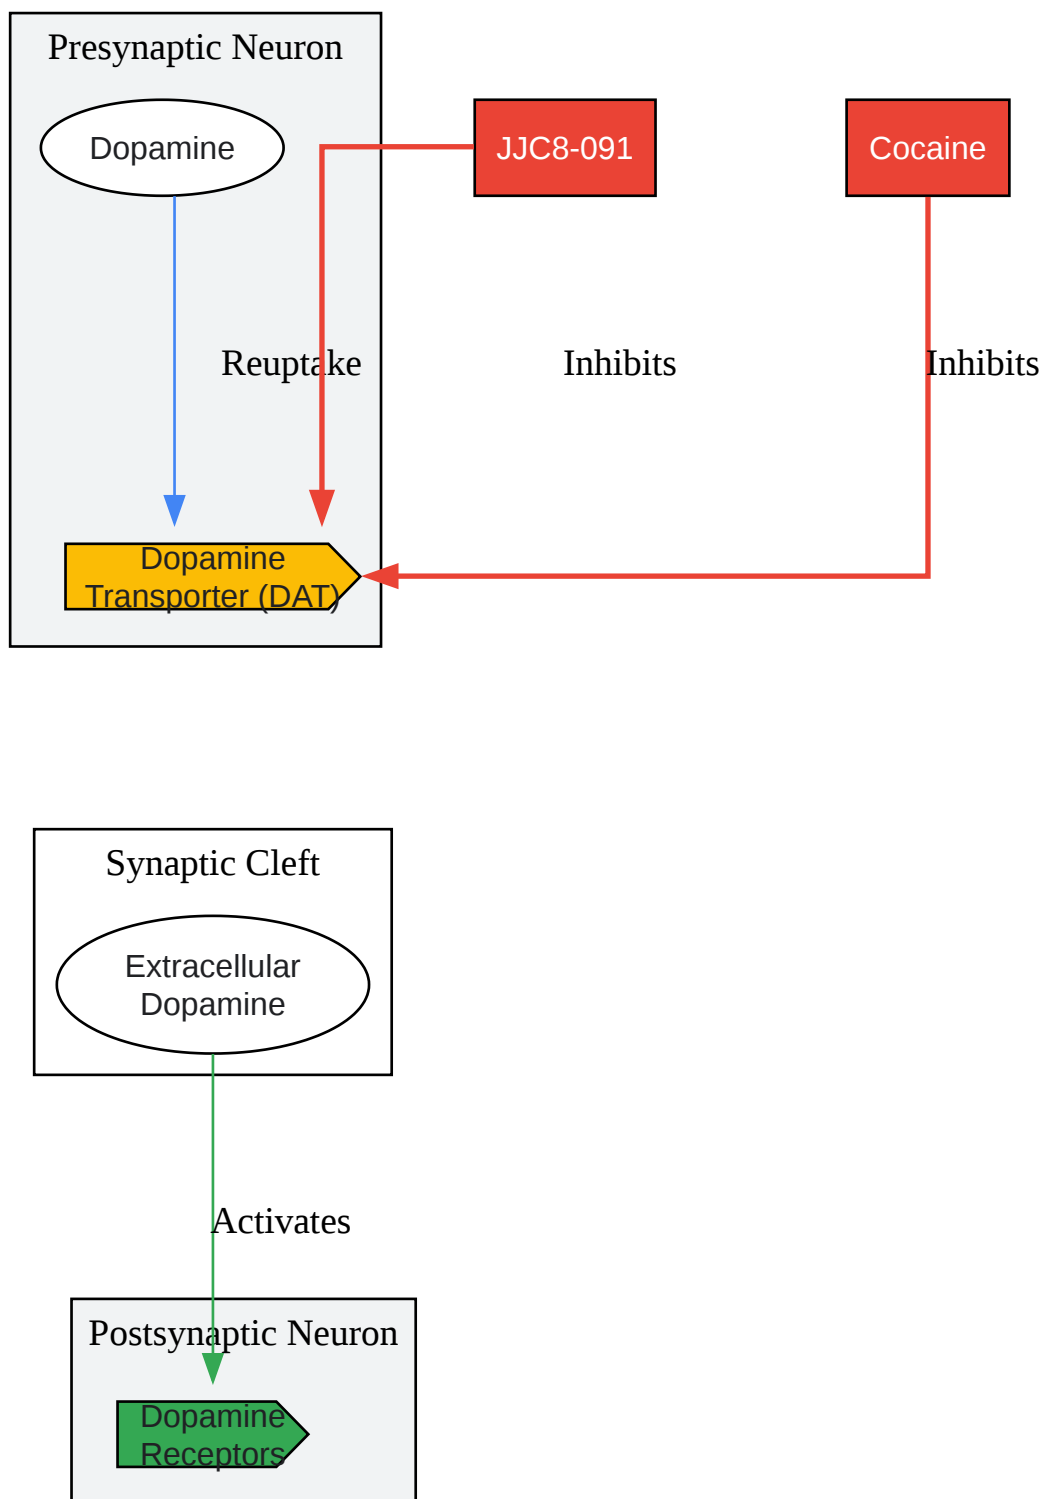 Presynaptic Neuron
Dopamine
JJC8-091
Cocaine
Reuptake
Inhibits
Inhibits
Dopamine
Transporter (DAT)
Synaptic Cleft
Extracellular
Dopamine
Activates
Postsynaptic Neuron
Dopamine
Receptors